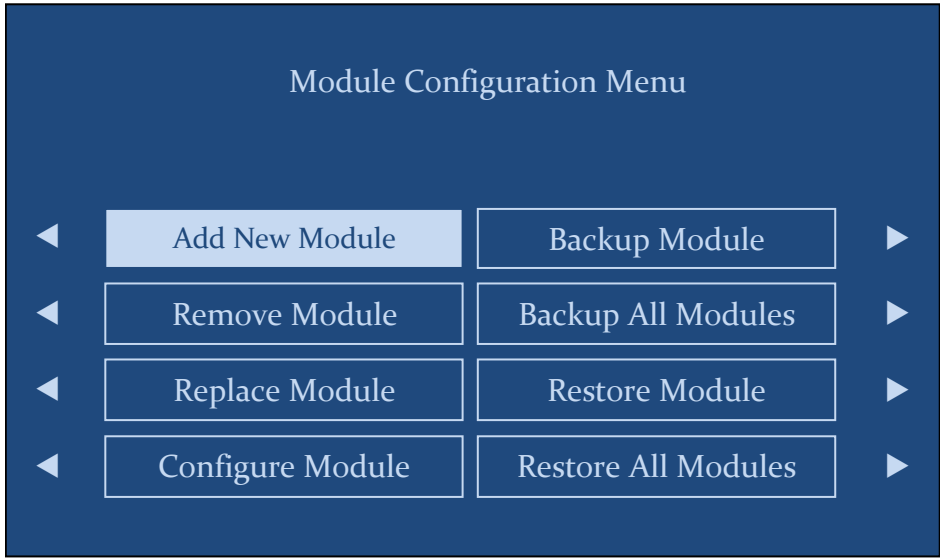 Module Configuration Menu
Add New Module
Backup Module
Remove Module
Backup All Modules
Replace Module
Restore Module
Configure Module
Restore All Modules